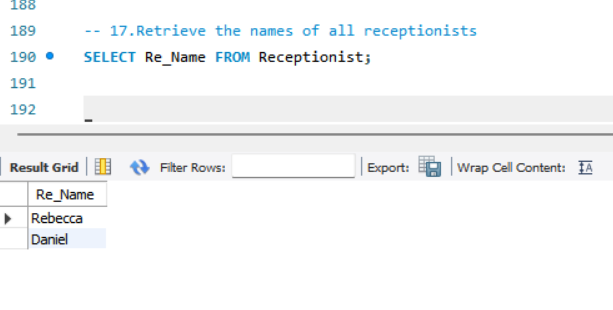 188
189 -- 17.Retrieve the names of all receptionists
190 SELECT Re_Name FROM Receptionist;
191
192
Result Grid Filter Rows: Export: Wrap Cell Content: IA
Re_Name
Rebecca
Daniel